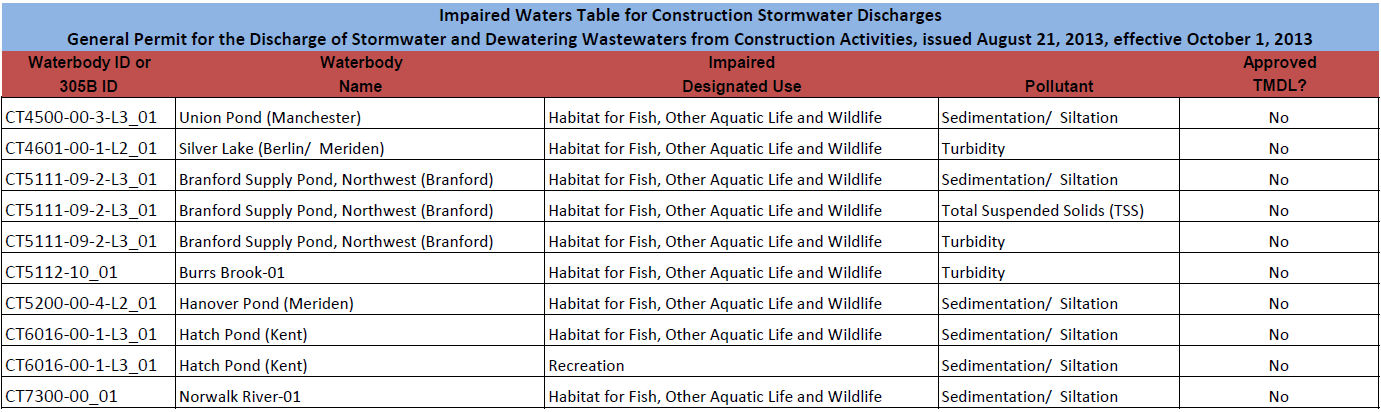 Impaired Waters Table for Construction Stormwater Discharges
General Permit for the Discharge of Stormwater and Dewatering Wastewaters from Construction Activities, issued August 21, 2013, effective October 1, 2013
Waterbody ID or 305B ID Waterbody Name Impaired Designated Use Pollutant Approved TMDL?
CT4500-00-3-L3_01 Union Pond (Manchester) Habitat for Fish, Other Aquatic Life and Wildlife Sedimentation/ Siltation No
CT4601-00-1-L2_01 Silver Lake (Berlin/ Meriden) Habitat for Fish, Other Aquatic Life and Wildlife Turbidity No
CT5111-09-2-L3_01 Branford Supply Pond, Northwest (Branford) Habitat for Fish, Other Aquatic Life and Wildlife Sedimentation/ Siltation No
CT5111-09-2-L3_01 Branford Supply Pond, Northwest (Branford) Habitat for Fish, Other Aquatic Life and Wildlife Total Suspended Solids (TSS) No
CT5111-09-2-L3_01 Branford Supply Pond, Northwest (Branford) Habitat for Fish, Other Aquatic Life and Wildlife Turbidity No
CT5112-10_01 Burrs Brook-01 Habitat for Fish, Other Aquatic Life and Wildlife Turbidity No
CT5200-00-4-L2_01 Hanover Pond (Meriden) Habitat for Fish, Other Aquatic Life and Wildlife Sedimentation/ Siltation No
CT6016-00-1-L3_01 Hatch Pond (Kent) Habitat for Fish, Other Aquatic Life and Wildlife Sedimentation/ Siltation No
CT6016-00-1-L3_01 Hatch Pond (Kent) Recreation Sedimentation/ Siltation No
CT7300-00_01 Norwalk River-01 Habitat for Fish, Other Aquatic Life and Wildlife Sedimentation/ Siltation No